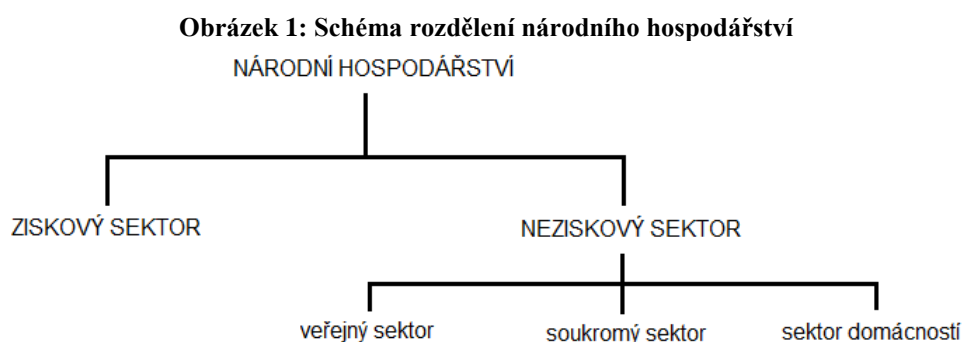 Obrázek 1: Schéma rozdělení národního hospodářství
NÁRODNÍ HOSPODÁŘSTVÍ
ZISKOVÝ SEKTOR
NEZISKOVÝ SEKTOR
veřejný sektor
soukromý sektor
sektor domácností